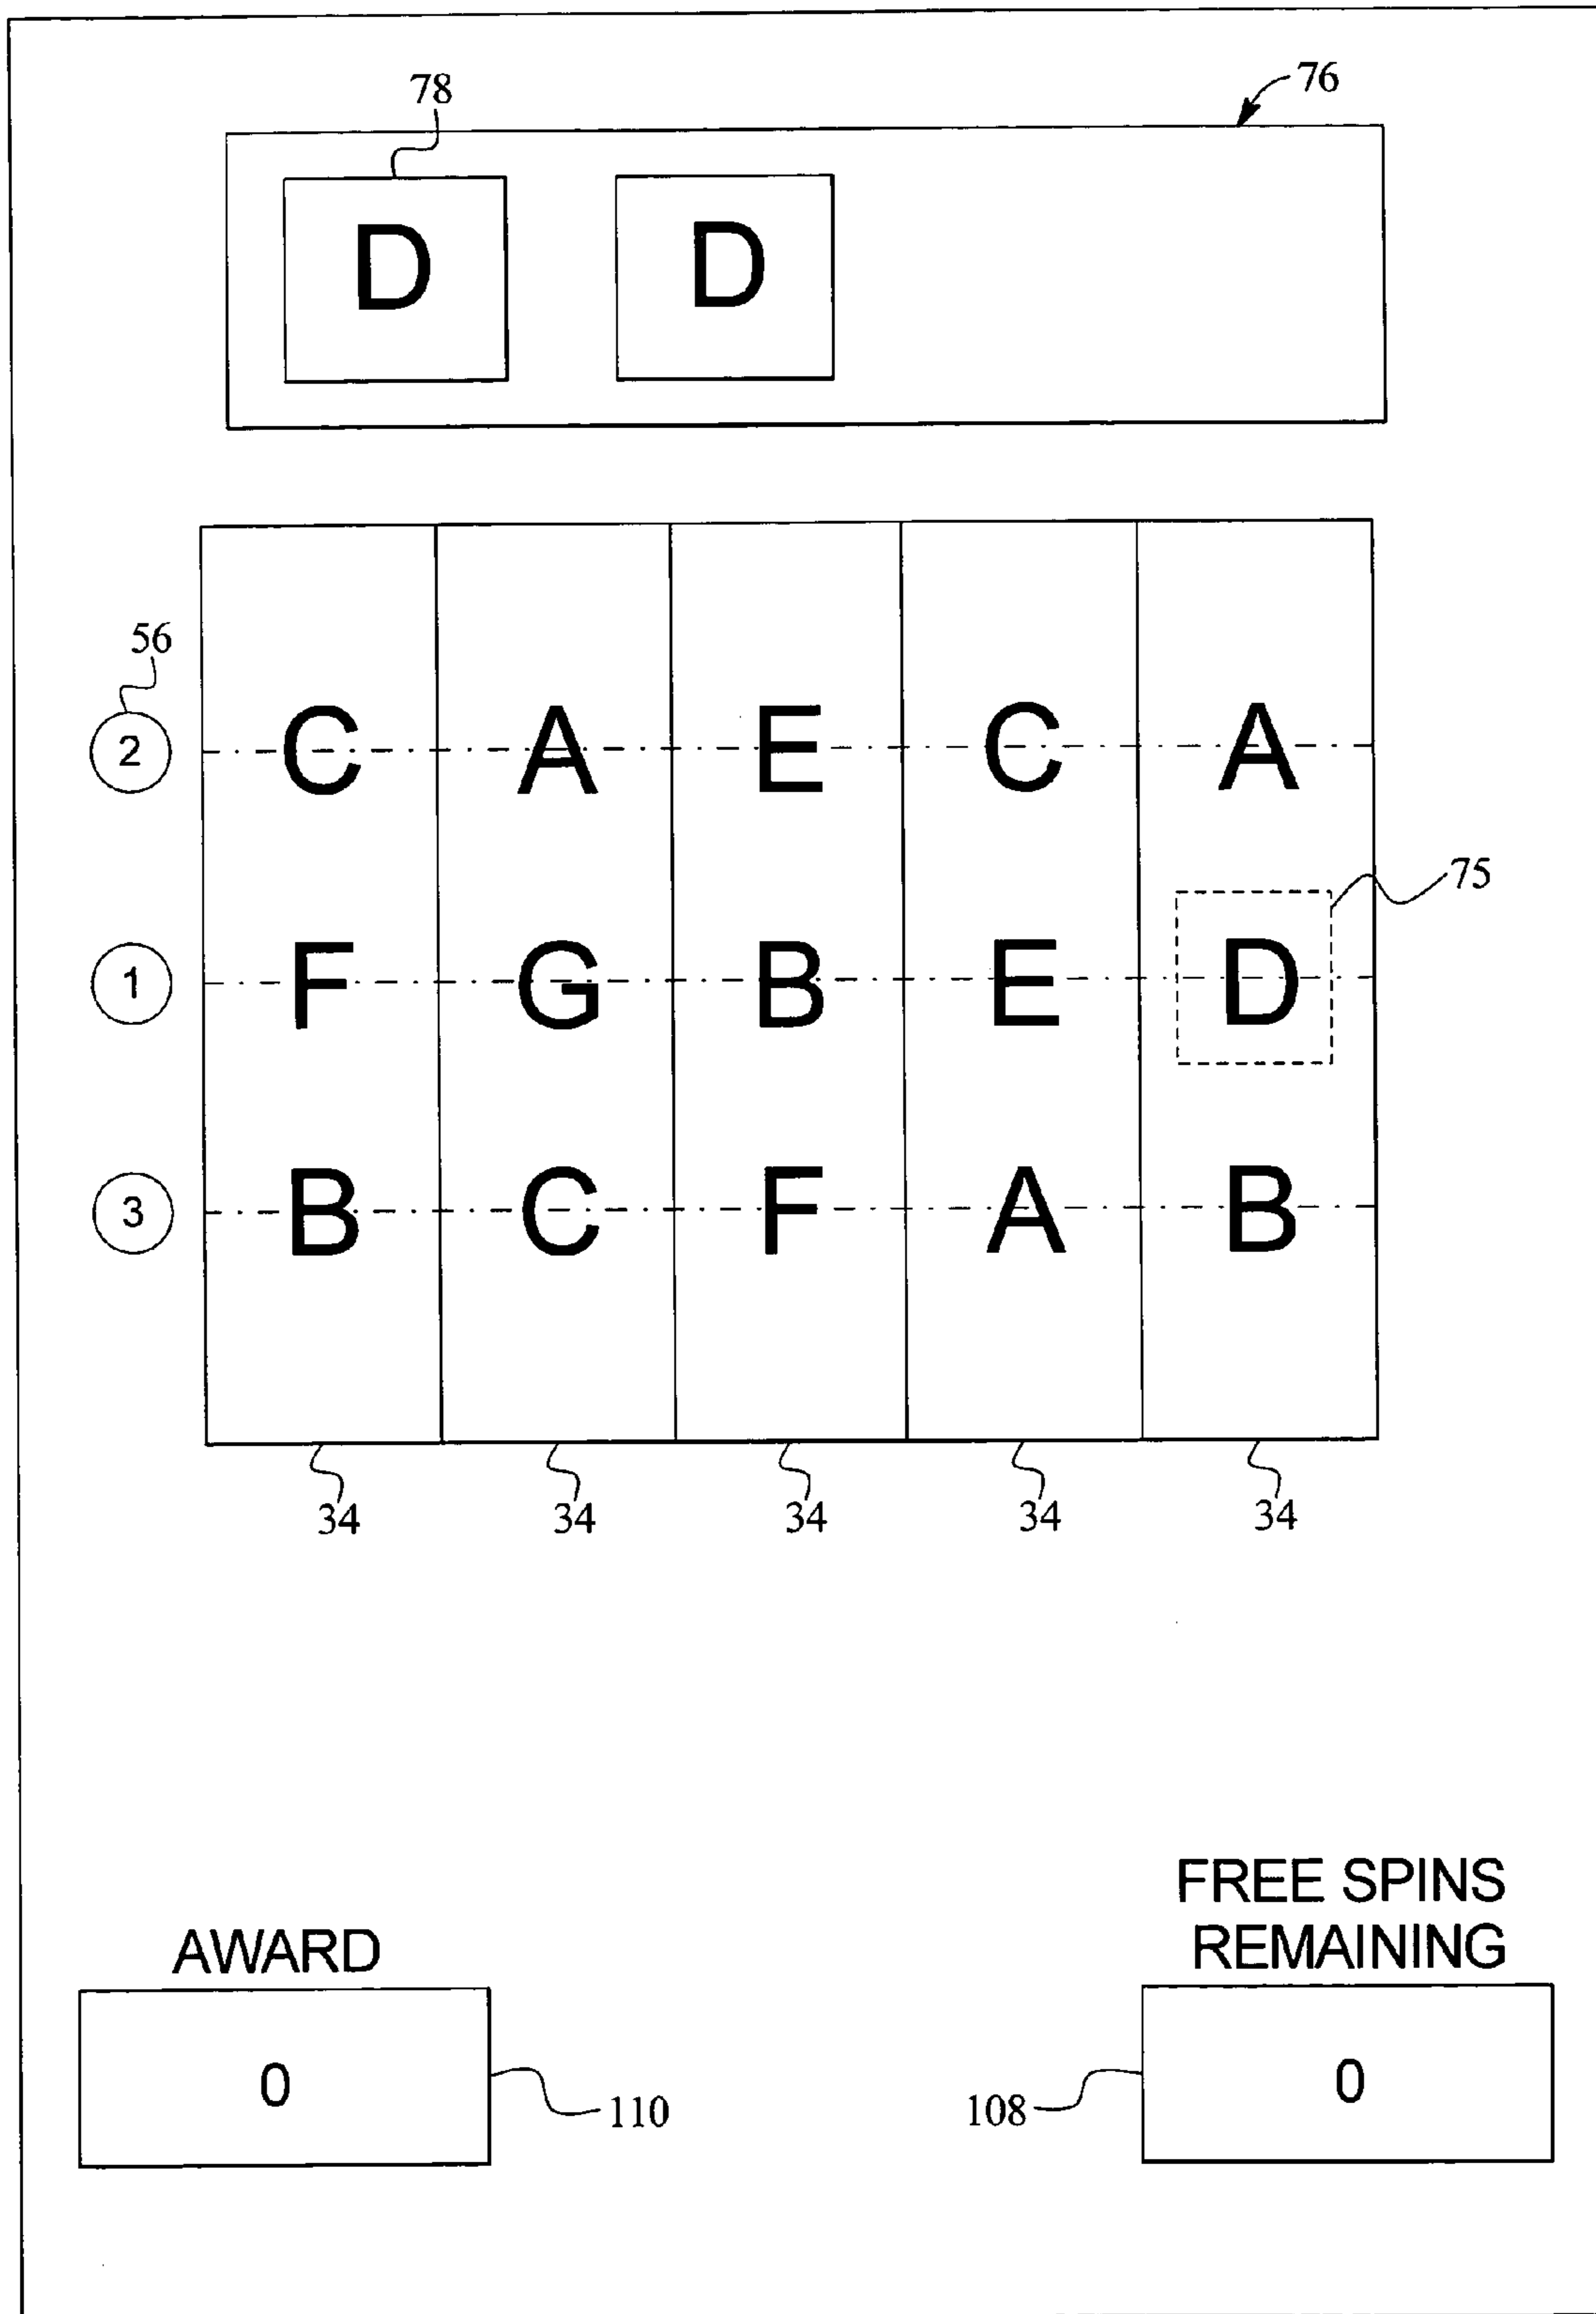 78
76
D D
56
2 C A E C A
75
1 F G B E D
3 B C F A B
34 34 34 34 34
FREE SPINS
REMAINING
AWARD
0
0
110
108